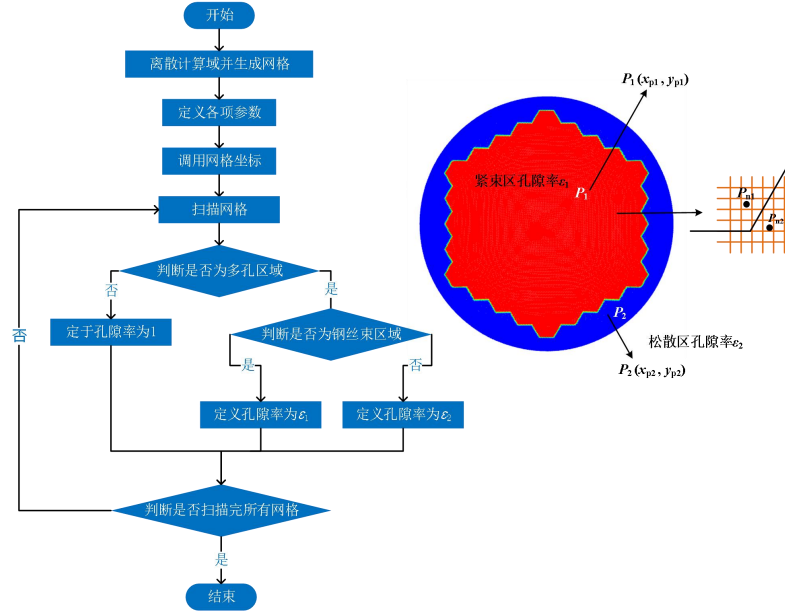 开始
离散计算域并生成网格
定义各项参数
调用网格坐标
扫描网格
判断是否为多孔区域
否
是
定于孔隙率为1
判断是否为钢丝束区域
是
否
定义孔隙率为ε₁
定义孔隙率为ε₂
否
判断是否扫描完所有网格
是
结束
P₁(xₚ₁, yₚ₁)
紧束区孔隙率ε₁
P₁
Pₙ₁
Pₙ₂
P₂
松散区孔隙率ε₂
P₂(xₚ₂, yₚ₂)